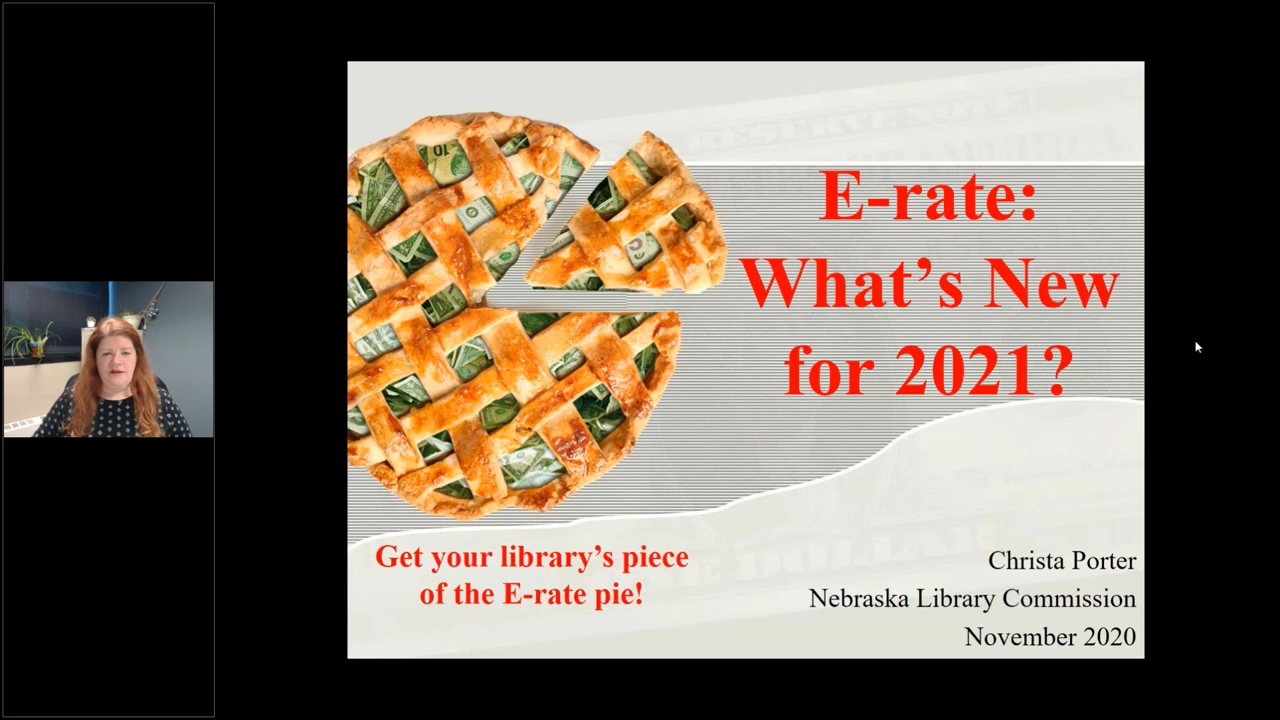 E-rate:
What's New
for 2021?
Get your library's piece
of the E-rate pie!
Christa Porter
Nebraska Library Commission
November 2020